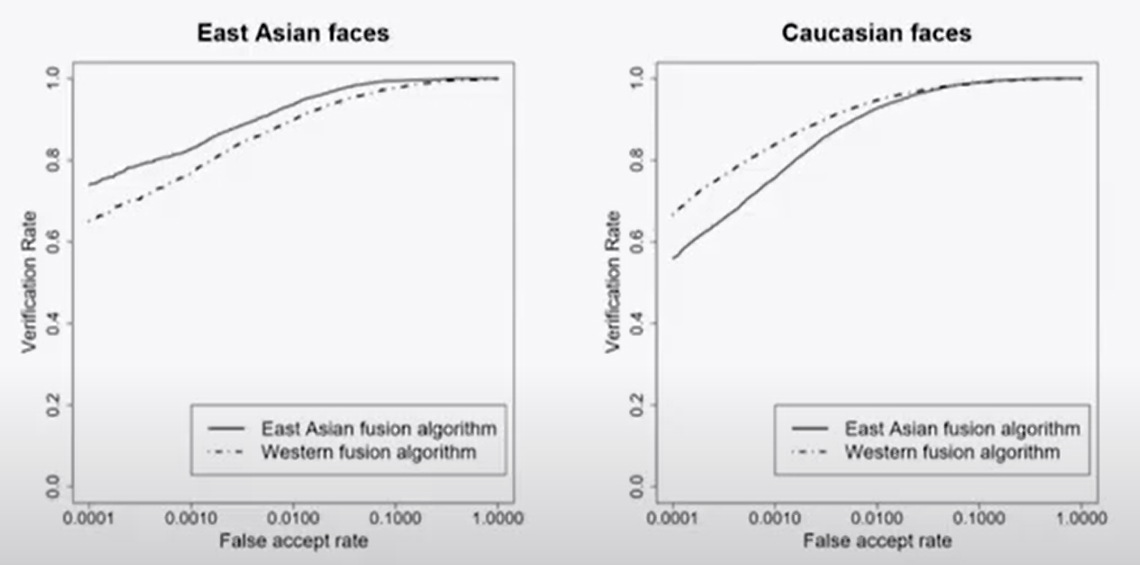 East Asian faces
Verification Rate
1.0
0.8
0.6
0.4
0.2
0.0
East Asian fusion algorithm
Western fusion algorithm
0.0001 0.0010 0.0100 0.1000 1.0000
False accept rate
Caucasian faces
Verification Rate
1.0
0.8
0.6
0.4
0.2
0.0
East Asian fusion algorithm
Western fusion algorithm
0.0001 0.0010 0.0100 0.1000 1.0000
False accept rate